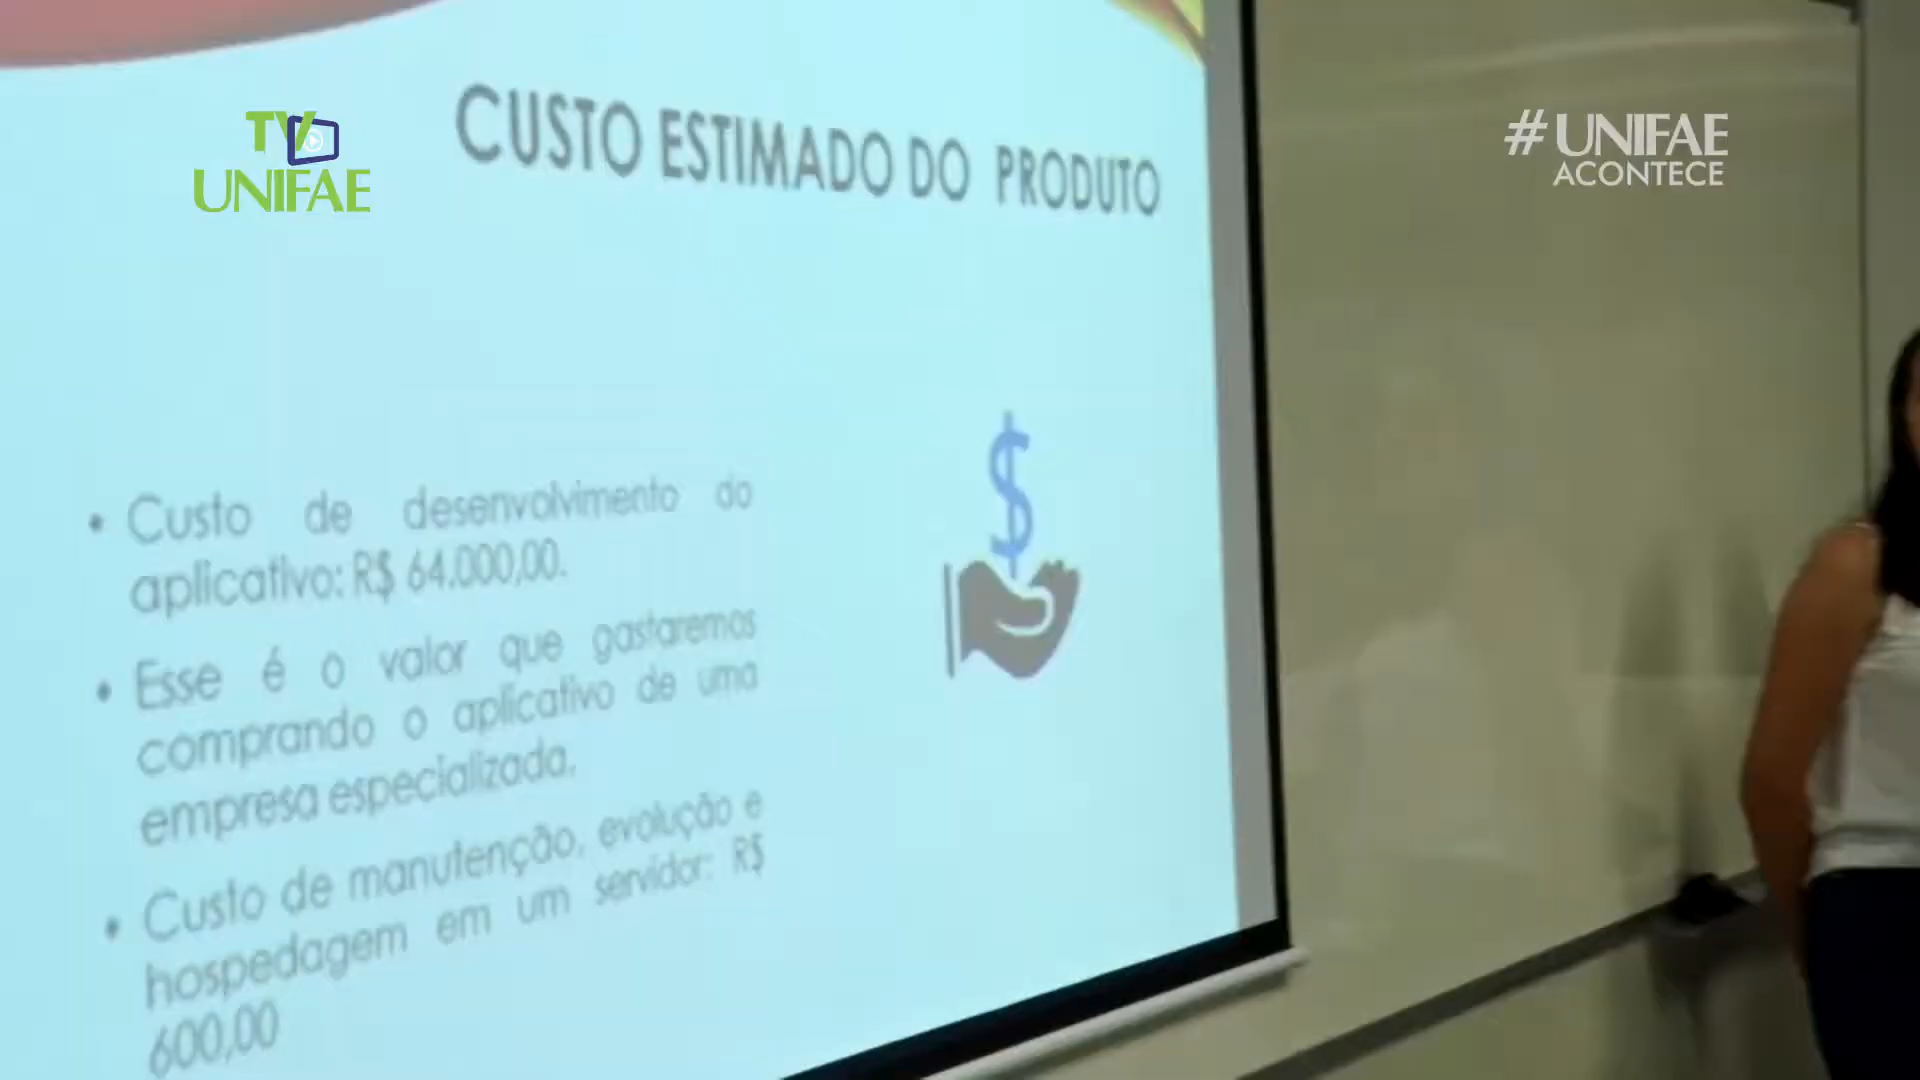 TV
UNIFAE
#UNIFAE
ACONTECE
CUSTO ESTIMADO DO PRODUTO
• Custo de desenvolvimento do
aplicativo: R$ 64.000,00.
• Esse é o valor que gastaremos
comprando o aplicativo de uma
empresa especializada.
• Custo de manutenção, evolução e
hospedagem em um servidor: R$
600,00
$